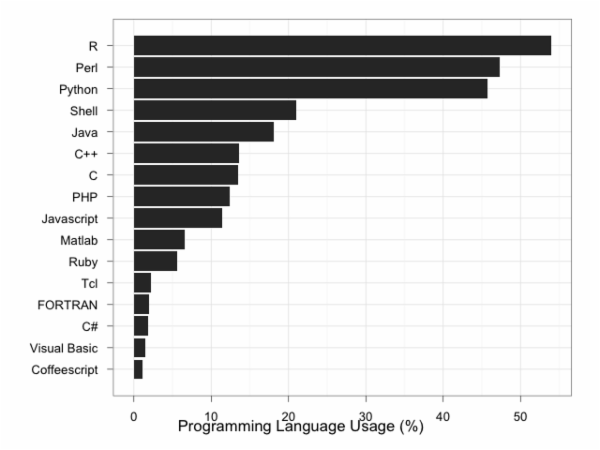 R
Perl
Python
Shell
Java
C++
C
PHP
Javascript
Matlab
Ruby
Tcl
FORTRAN
C#
Visual Basic
Coffeescript
0 10 20 30 40 50
Programming Language Usage (%)